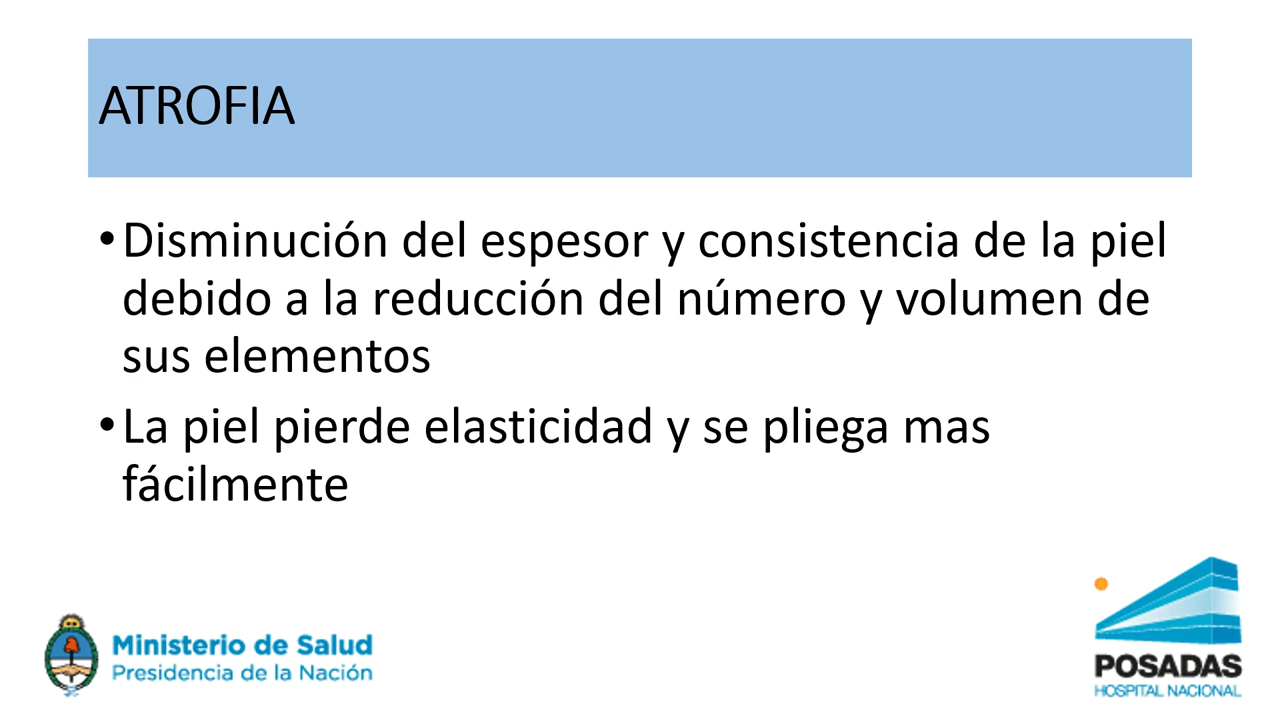 ATROFIA
•Disminución del espesor y consistencia de la piel
debido a la reducción del número y volumen de
sus elementos
•La piel pierde elasticidad y se pliega mas
fácilmente
Ministerio de Salud
Presidencia de la Nación
POSADAS
HOSPITAL NACIONAL